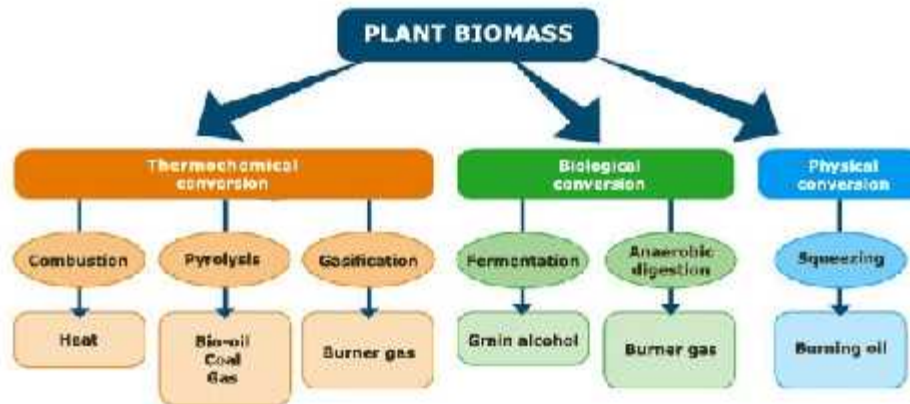 PLANT BIOMASS
Thermochemical
conversion
Biological
conversion
Physical
conversion
Combustion
Pyrolysis
Gasification
Fermentation
Anaerobic
digestion
Squeezing
Heat
Bio-oil
Coal
Gas
Burner gas
Grain alcohol
Burner gas
Burning oil